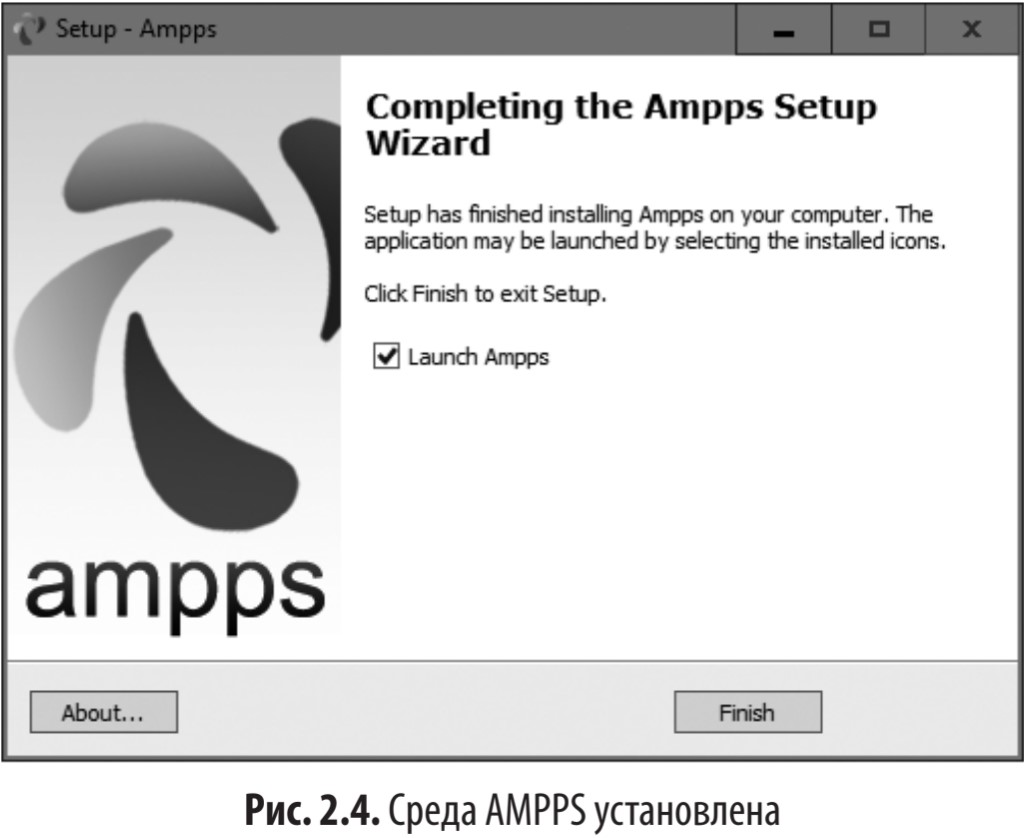 Setup - Ampps
Completing the Ampps Setup
Wizard
Setup has finished installing Ampps on your computer. The
application may be launched by selecting the installed icons.
Click Finish to exit Setup.
Launch Ampps
ampps
About...
Finish
Рис. 2.4. Среда AMPPS установлена